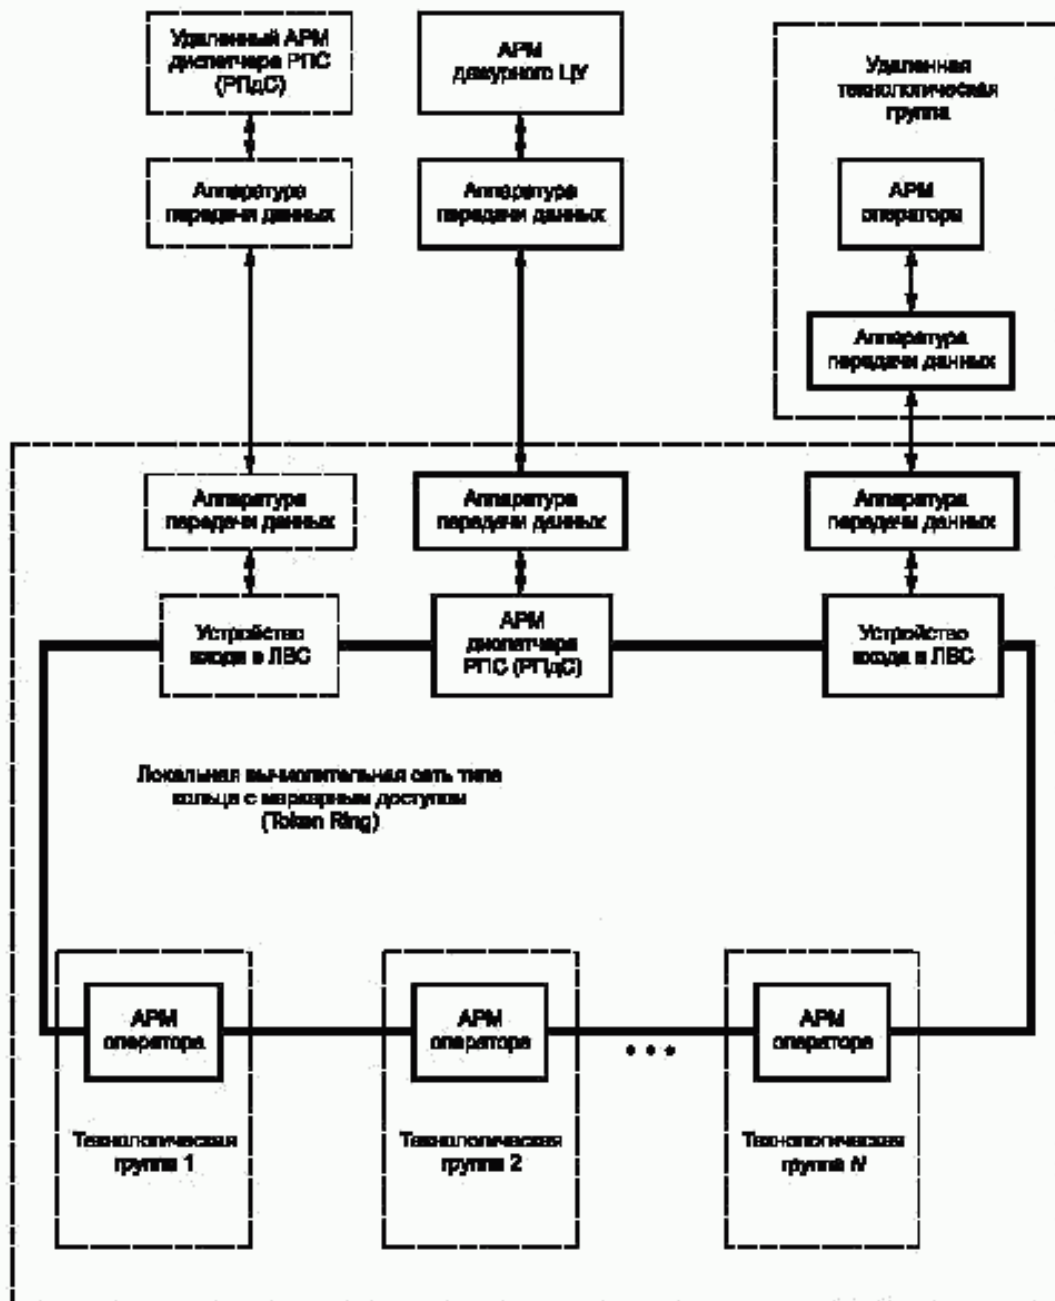 Удаленный АРМ
диспетчера РПС
(РПдС)
АРМ
дежурного ЦУ
Удаленная
технологическая
группа
Аппаратура
передачи данных
Аппаратура
передачи данных
АРМ
оператора
Аппаратура
передачи данных
Аппаратура
передачи данных
Аппаратура
передачи данных
Аппаратура
передачи данных
Устройство
входа в ЛВС
АРМ
диспетчера
РПС (РПдС)
Устройство
входа в ЛВС
Локальная вычислительная сеть типа
кольца с маркерным доступом
(Token Ring)
АРМ
оператора
АРМ
оператора
• • •
АРМ
оператора
Технологическая
группа 1
Технологическая
группа 2
Технологическая
группа N